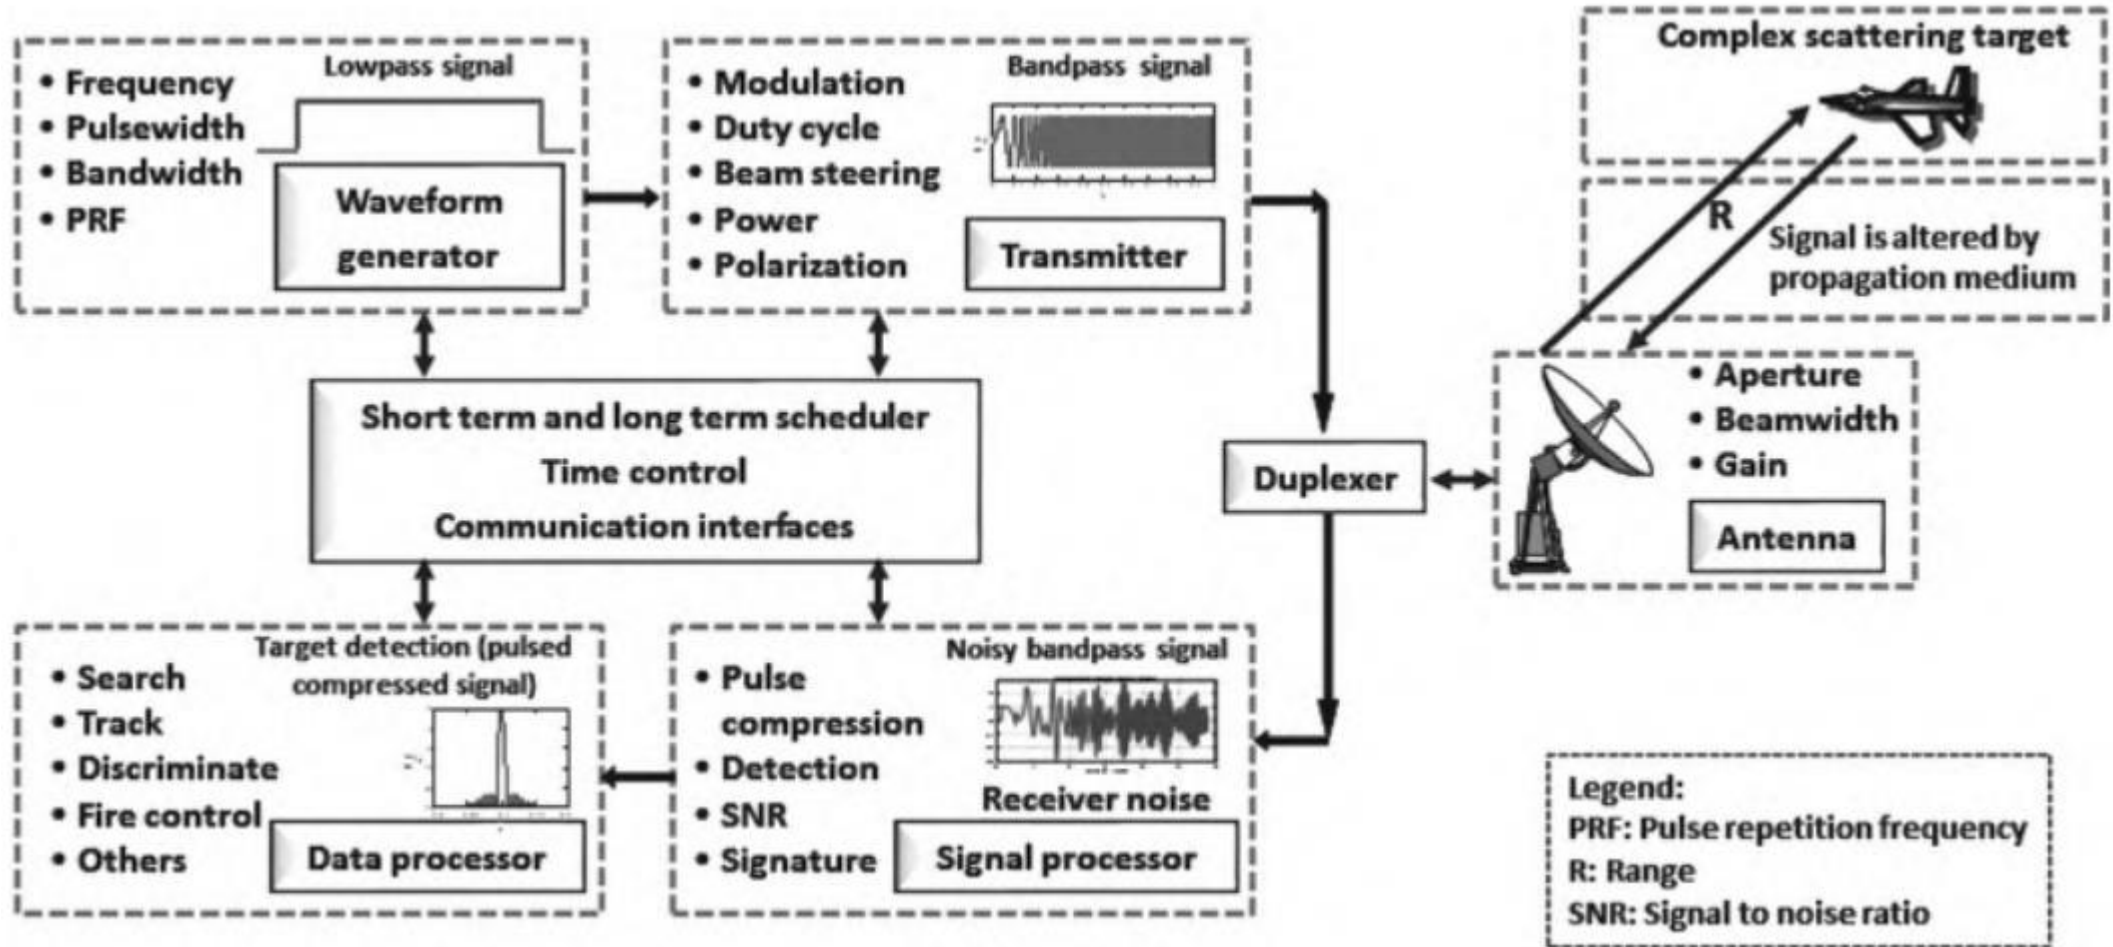 • Frequency
• Pulsewidth
• Bandwidth
• PRF
Lowpass signal
Waveform
generator
• Modulation
• Duty cycle
• Beam steering
• Power
• Polarization
Bandpass signal
Transmitter
Complex scattering target
R
Signal is altered by
propagation medium
Short term and long term scheduler
Time control
Communication interfaces
Duplexer
• Aperture
• Beamwidth
• Gain
Antenna
Target detection (pulsed
compressed signal)
• Search
• Track
• Discriminate
• Fire control
• Others
Data processor
• Pulse
compression
• Detection
• SNR
• Signature
Noisy bandpass signal
Receiver noise
Signal processor
Legend:
PRF: Pulse repetition frequency
R: Range
SNR: Signal to noise ratio